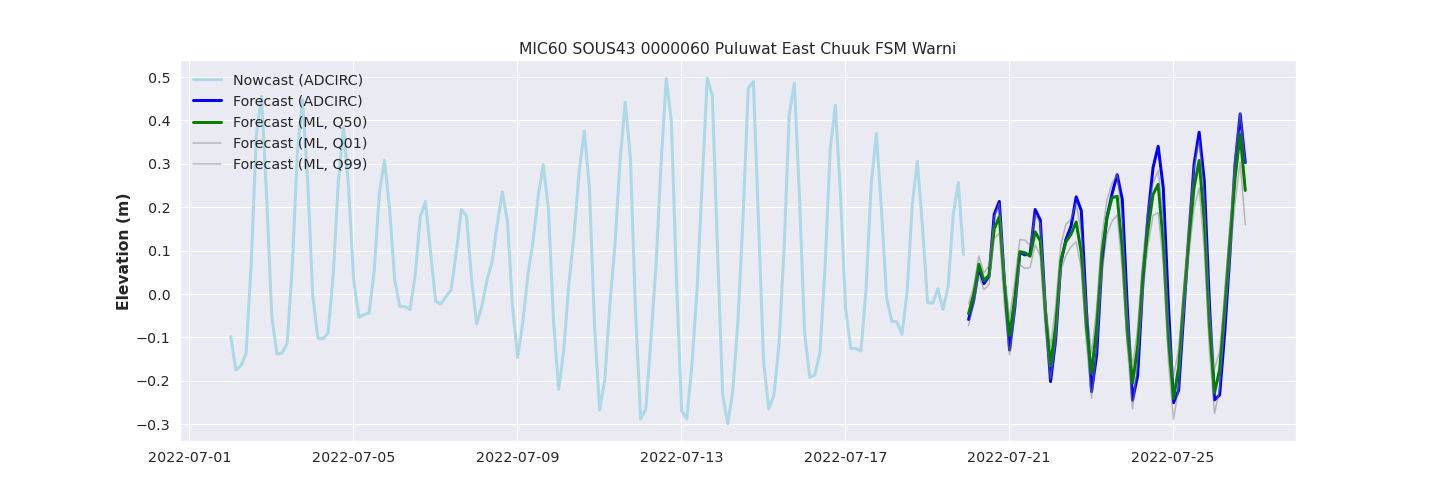 MIC60 SOUS43 0000060 Puluwat East Chuuk FSM Warni
Elevation (m)
0.5
0.4
0.3
0.2
0.1
0.0
−0.1
−0.2
−0.3
Nowcast (ADCIRC)
Forecast (ADCIRC)
Forecast (ML, Q50)
Forecast (ML, Q01)
Forecast (ML, Q99)
2022-07-01 2022-07-05 2022-07-09 2022-07-13 2022-07-17 2022-07-21 2022-07-25